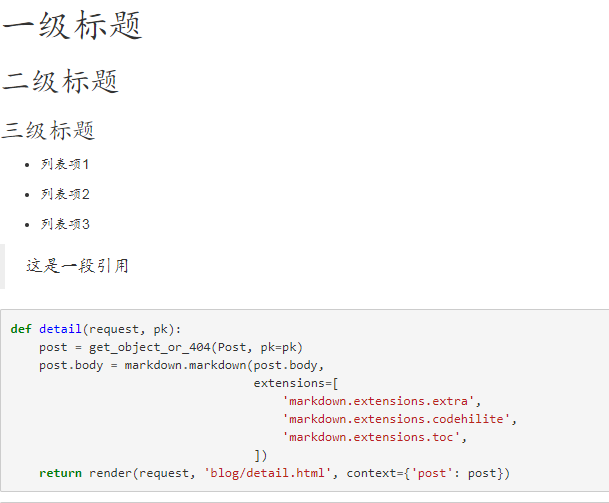 一级标题
二级标题
三级标题
列表项1
列表项2
列表项3
这是一段引用
def detail(request, pk):
    post = get_object_or_404(Post, pk=pk)
    post.body = markdown.markdown(post.body,
                                  extensions=[
                                      'markdown.extensions.extra',
                                      'markdown.extensions.codehilite',
                                      'markdown.extensions.toc',
                                  ])
    return render(request, 'blog/detail.html', context={'post': post})